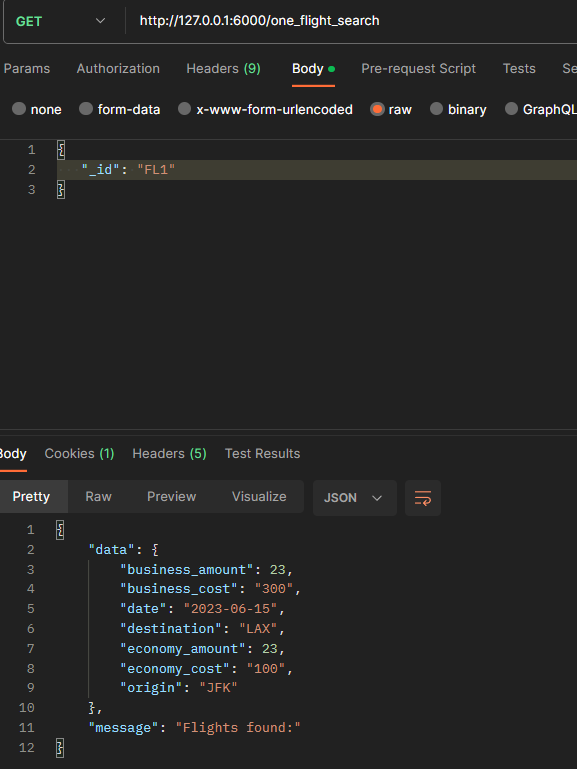 GET http://127.0.0.1:6000/one_flight_search
Params Authorization Headers (9) Body Pre-request Script Tests Se
none form-data x-www-form-urlencoded raw binary GraphQL
1 {
2 "_id": "FL1"
3 }
Body Cookies (1) Headers (5) Test Results
Pretty Raw Preview Visualize JSON
1 {
2 "data": {
3 "business_amount": 23,
4 "business_cost": "300",
5 "date": "2023-06-15",
6 "destination": "LAX",
7 "economy_amount": 23,
8 "economy_cost": "100",
9 "origin": "JFK"
10 },
11 "message": "Flights found:"
12 }